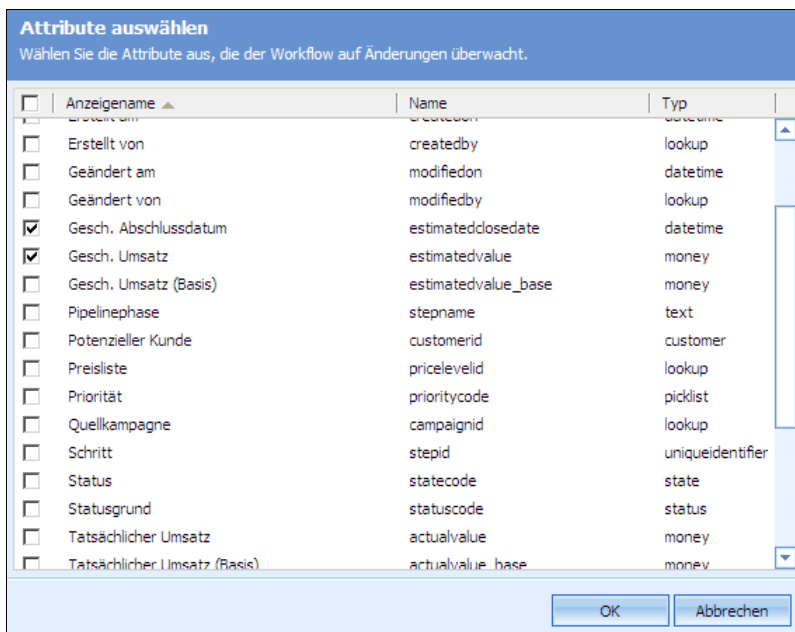 Attribute auswählen
Wählen Sie die Attribute aus, die der Workflow auf Änderungen überwacht.
Anzeigename Name Typ
Erstellt am createdon datetime
Erstellt von createdby lookup
Geändert am modifiedon datetime
Geändert von modifiedby lookup
Gesch. Abschlussdatum estimatedclosedate datetime
Gesch. Umsatz estimatedvalue money
Gesch. Umsatz (Basis) estimatedvalue_base money
Pipelinephase stepname text
Potenzieller Kunde customerid customer
Preisliste pricelevelid lookup
Priorität prioritycode picklist
Quellkampagne campaignid lookup
Schritt stepid uniqueidentifier
Status statecode state
Statusgrund statuscode status
Tatsächlicher Umsatz actualvalue money
Tatsächlicher Umsatz (Basis) actualvalue_base money
OK Abbrechen